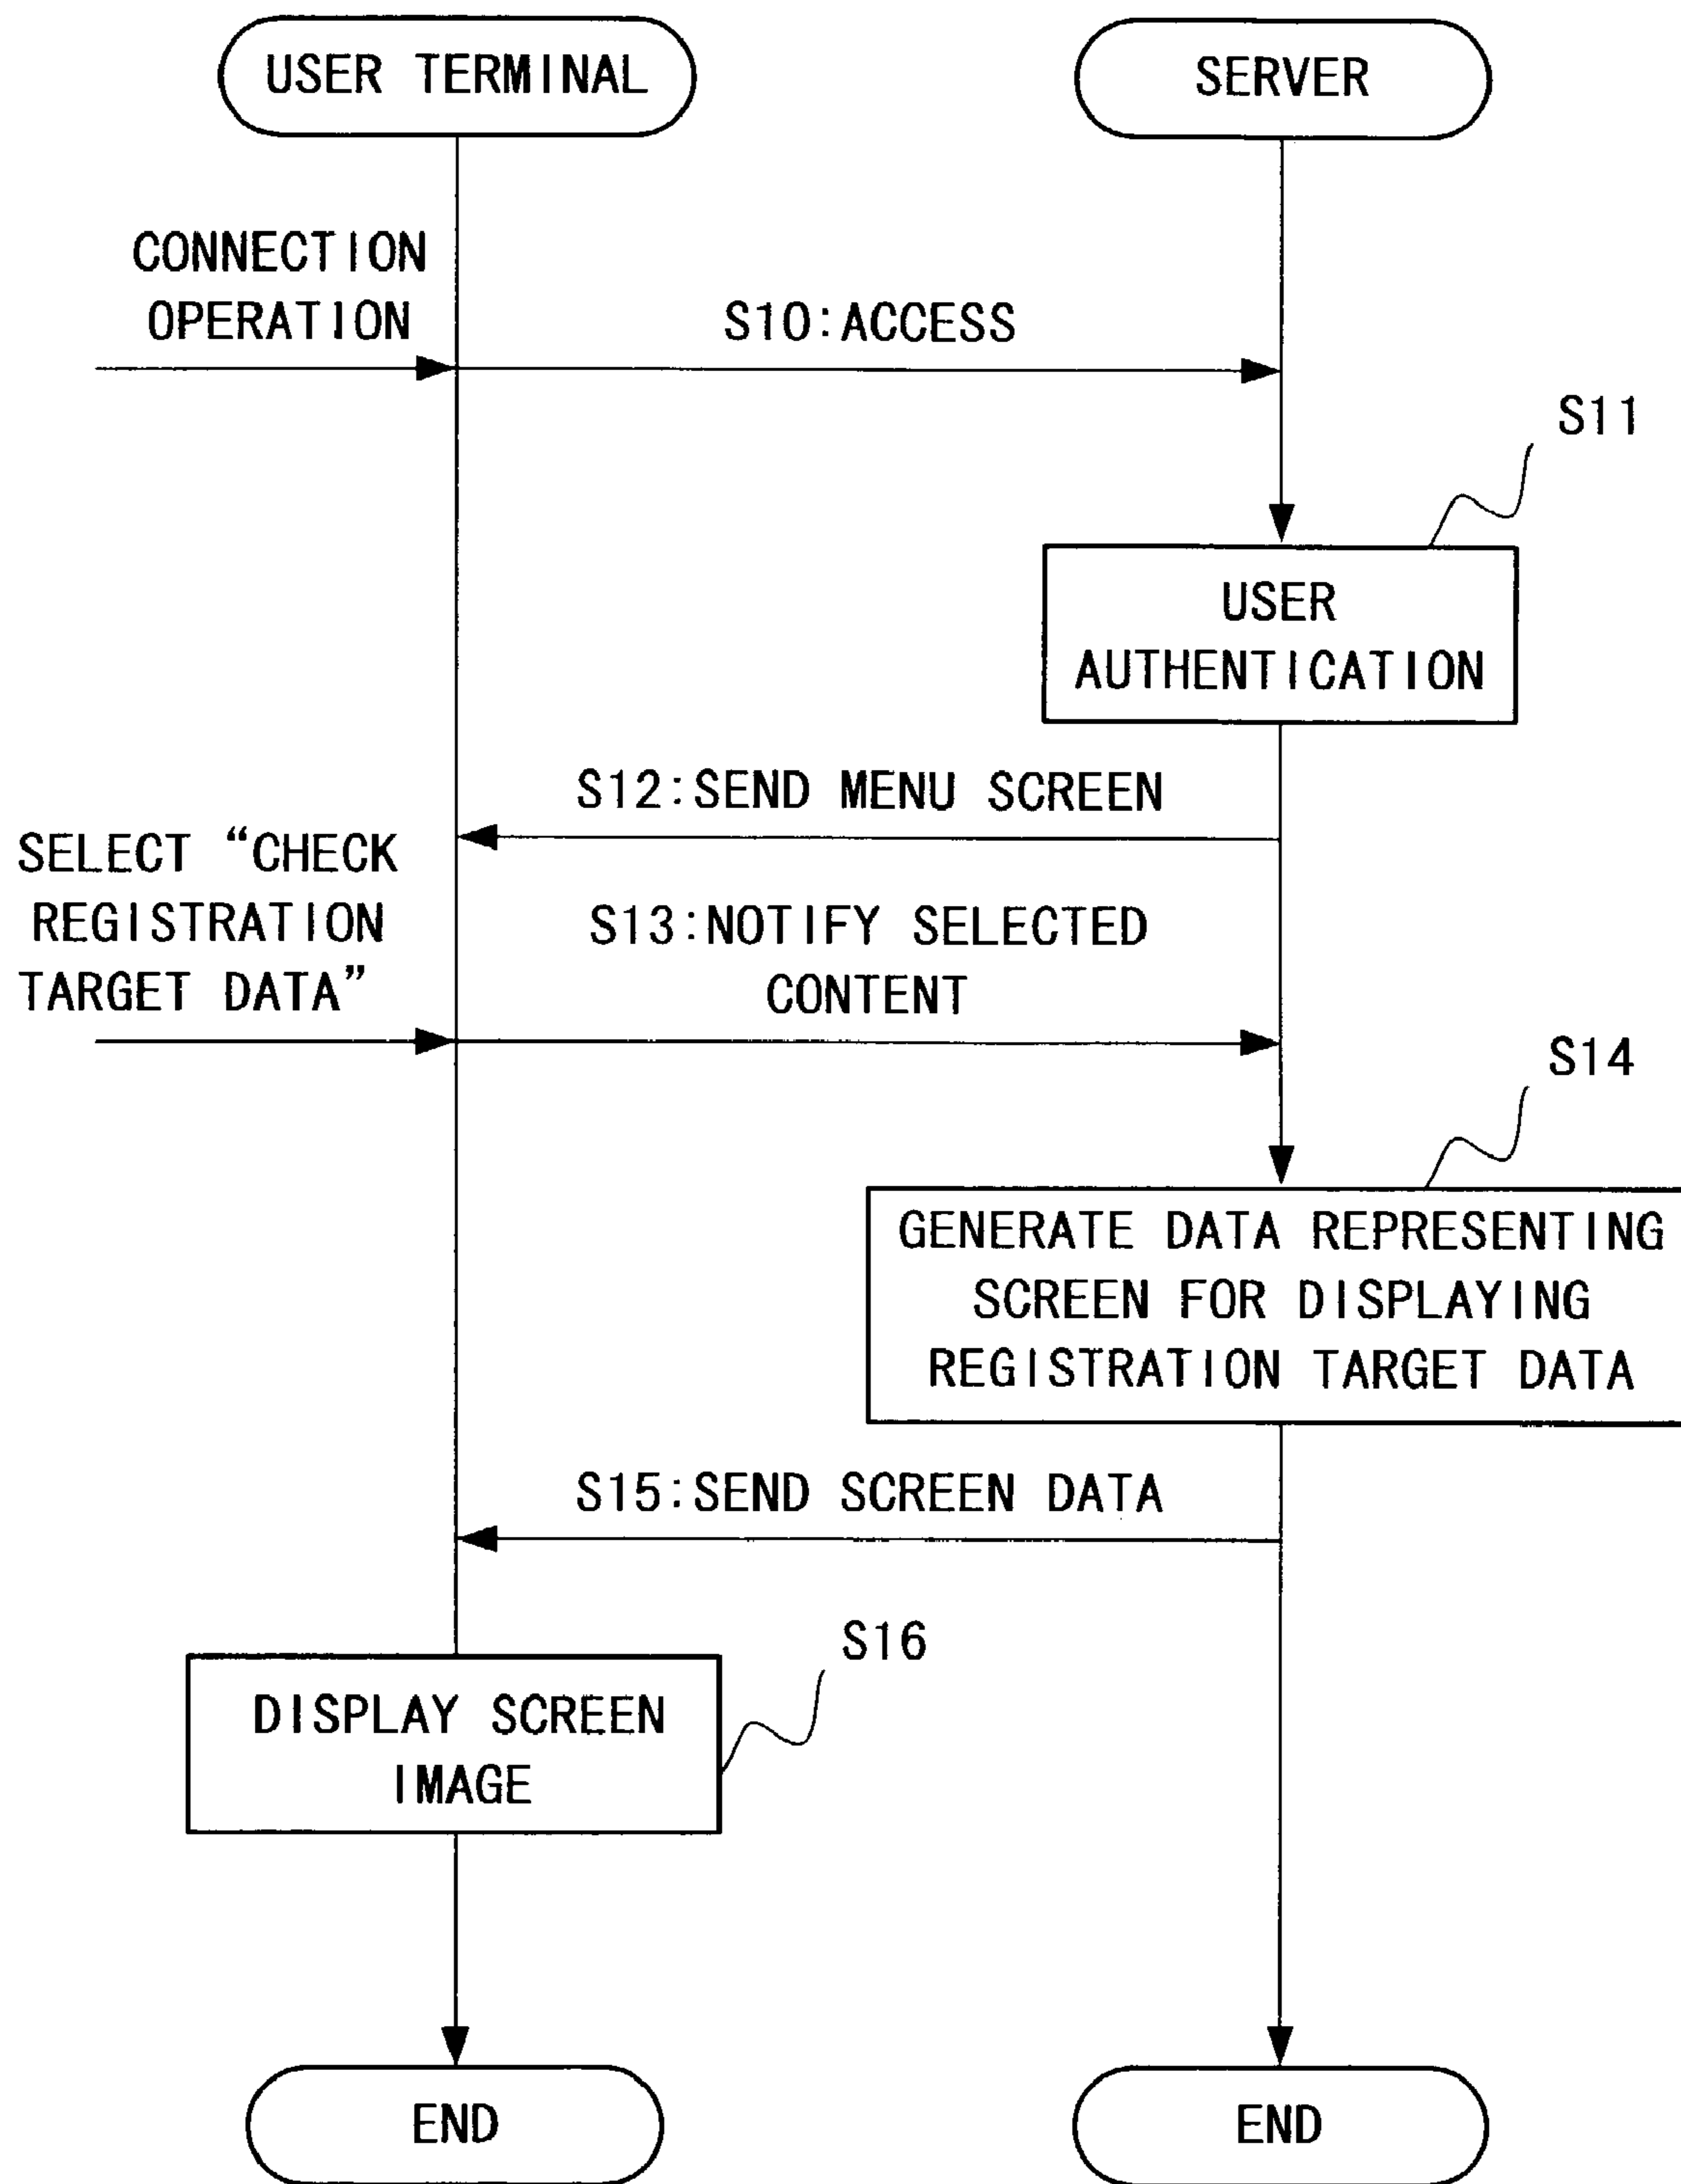 USER TERMINAL
SERVER
CONNECTION
OPERATION
S10:ACCESS
S11
USER
AUTHENTICATION
S12:SEND MENU SCREEN
SELECT “CHECK
REGISTRATION
TARGET DATA”
S13:NOTIFY SELECTED
CONTENT
S14
GENERATE DATA REPRESENTING
SCREEN FOR DISPLAYING
REGISTRATION TARGET DATA
S15:SEND SCREEN DATA
S16
DISPLAY SCREEN
IMAGE
END
END